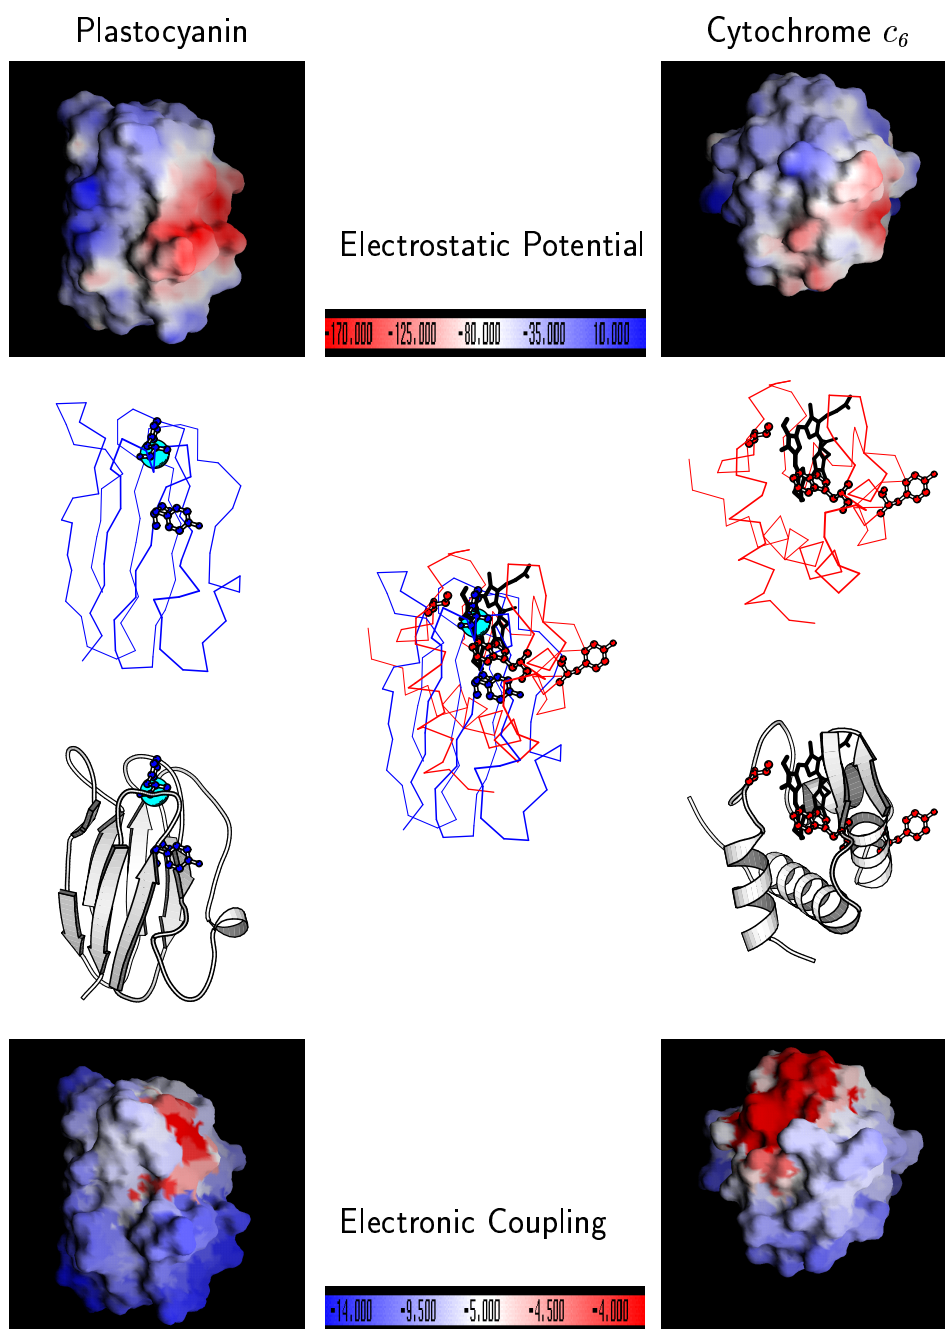 Plastocyanin
Cytochrome c6
Electrostatic Potential
-170.000 -125.000 -80.000 -35.000 10.000
Electronic Coupling
-14.000 -9.500 -5.000 -4.500 -4.000